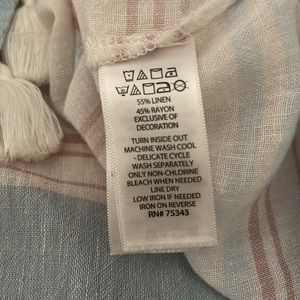 55% LINEN
45% RAYON
EXCLUSIVE OF
DECORATION
TURN INSIDE OUT
MACHINE WASH COOL
- DELICATE CYCLE
WASH SEPARATELY
ONLY NON-CHLORINE
BLEACH WHEN NEEDED
LINE DRY
LOW IRON IF NEEDED
IRON ON REVERSE
RN# 75343